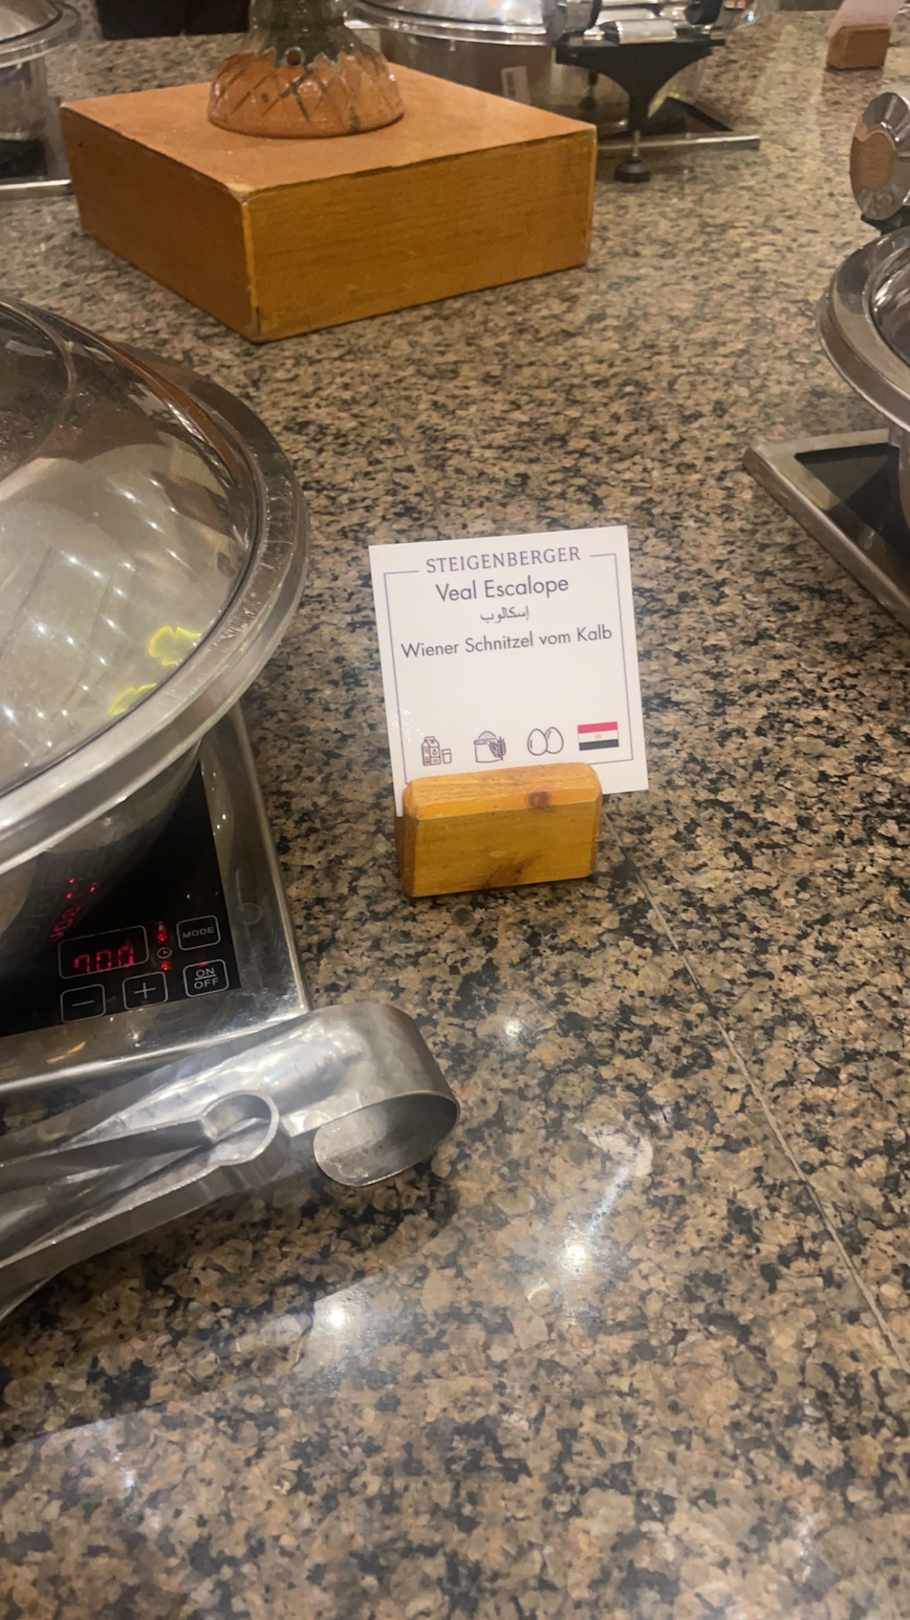 STEIGENBERGER
Veal Escalope
إسكالوب
Wiener Schnitzel vom Kalb
MODE
ON
OFF